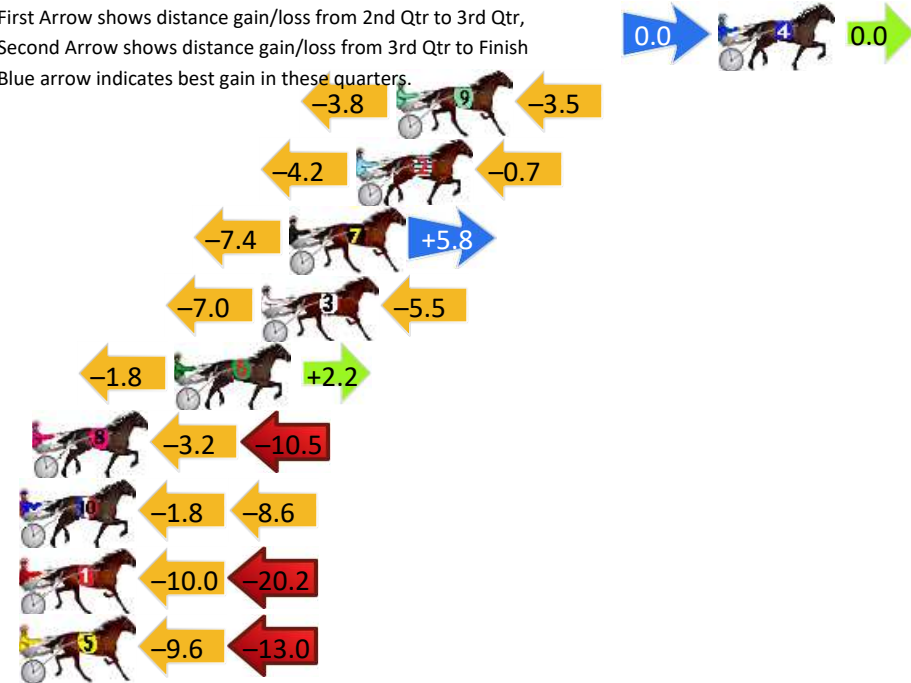 First Arrow shows distance gain/loss from 2nd Qtr to 3rd Qtr,
Second Arrow shows distance gain/loss from 3rd Qtr to Finish
Blue arrow indicates best gain in these quarters.
0.0 4 0.0
–3.8 9 –3.5
–4.2 2 –0.7
–7.4 7 +5.8
–7.0 3 –5.5
–1.8 6 +2.2
8 –3.2 –10.5
10 –1.8 –8.6
1 –10.0 –20.2
5 –9.6 –13.0